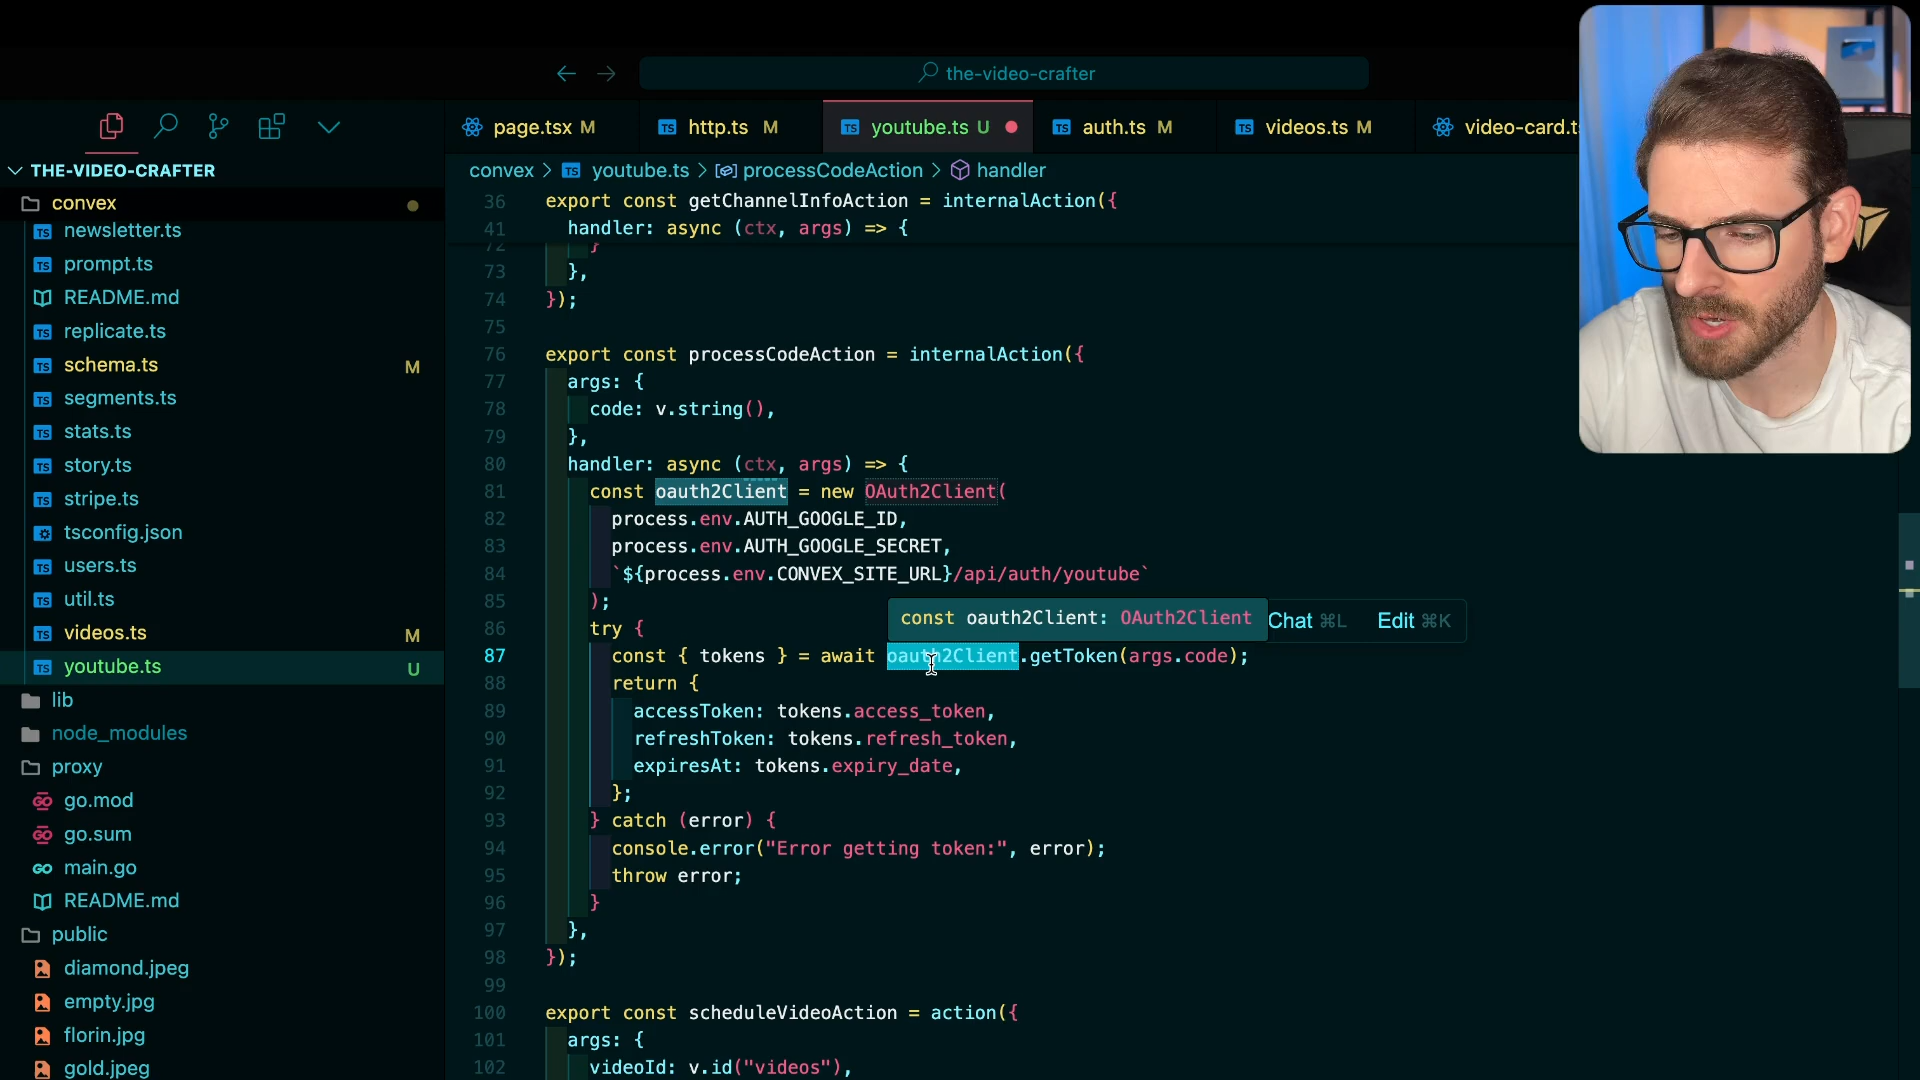 the-video-crafter
page.tsx M
http.ts M
youtube.ts U
auth.ts M
videos.ts M
video-card.t
THE-VIDEO-CRAFTER
convex
newsletter.ts
prompt.ts
README.md
replicate.ts
schema.ts M
segments.ts
stats.ts
story.ts
stripe.ts
tsconfig.json
users.ts
util.ts
videos.ts M
youtube.ts U
lib
node_modules
proxy
go.mod
go.sum
main.go
README.md
public
diamond.jpeg
empty.jpg
florin.jpg
gold.jpeg
convex > youtube.ts > processCodeAction > handler
36 export const getChannelInfoAction = internalAction({
41 handler: async (ctx, args) => {
72 }
73 },
74 });
75
76 export const processCodeAction = internalAction({
77 args: {
78 code: v.string(),
79 },
80 handler: async (ctx, args) => {
81 const oauth2Client = new OAuth2Client(
82 process.env.AUTH_GOOGLE_ID,
83 process.env.AUTH_GOOGLE_SECRET,
84 `${process.env.CONVEX_SITE_URL}/api/auth/youtube`
85 );
const oauth2Client: OAuth2Client
Chat ⌘L Edit ⌘K
86 try {
87 const { tokens } = await oauth2Client.getToken(args.code);
88 return {
89 accessToken: tokens.access_token,
90 refreshToken: tokens.refresh_token,
91 expiresAt: tokens.expiry_date,
92 };
93 } catch (error) {
94 console.error("Error getting token:", error);
95 throw error;
96 }
97 },
98 });
99
100 export const scheduleVideoAction = action({
101 args: {
102 videoId: v.id("videos"),